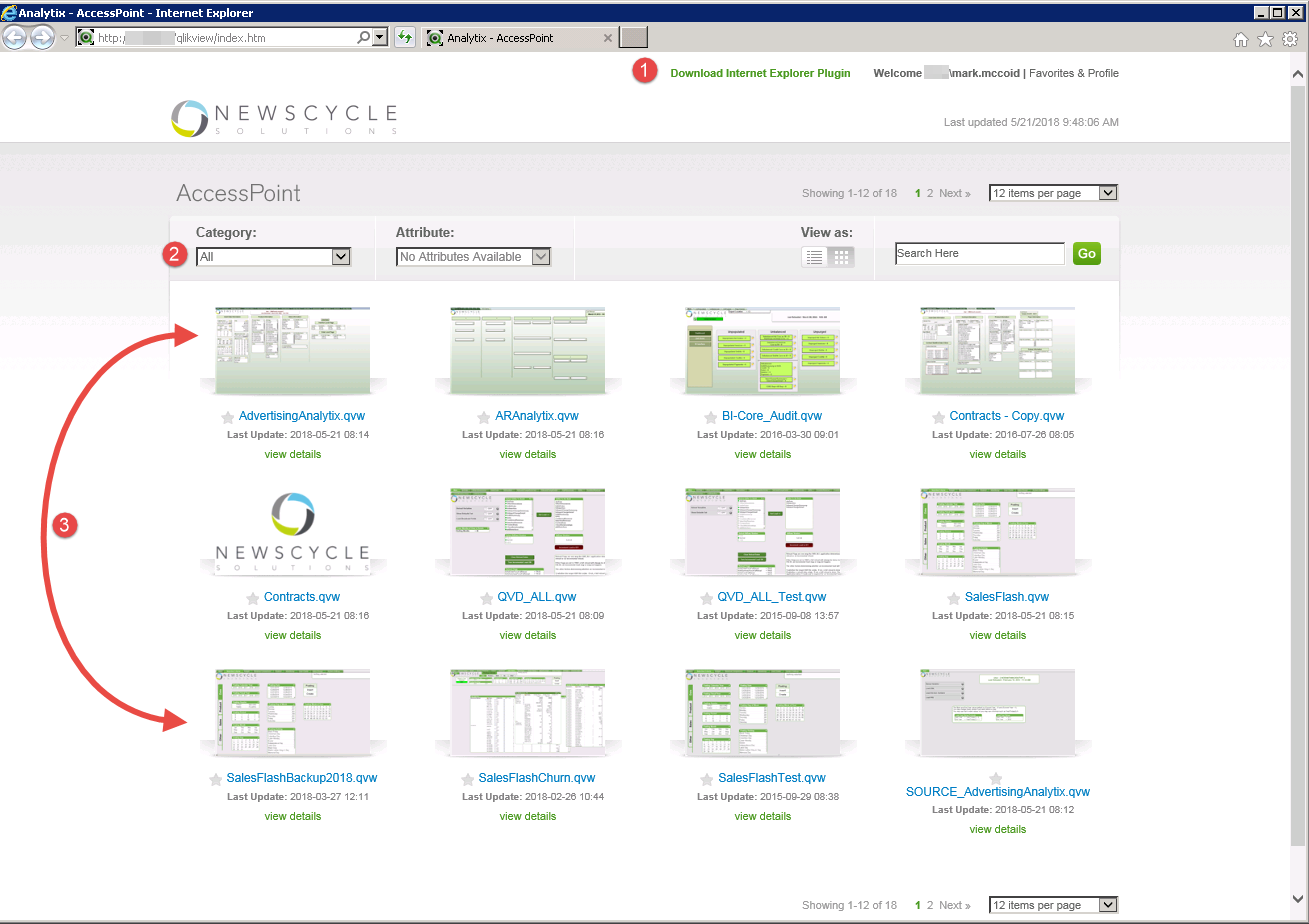 Analytix - AccessPoint - Internet Explorer
http:/ /qlikview/index.htm
Analytix - AccessPoint
1 Download Internet Explorer Plugin Welcome \mark.mccoid | Favorites & Profile
NEWSCYCLE
SOLUTIONS
Last updated 5/21/2018 9:48:06 AM
AccessPoint
Showing 1-12 of 18 1 2 Next » 12 items per page
Category: Attribute: View as:
2 All No Attributes Available Search Here Go
AdvertisingAnalytix.qvw ARAnalytix.qvw BI-Core_Audit.qvw Contracts - Copy.qvw
Last Update: 2018-05-21 08:14 Last Update: 2018-05-21 08:16 Last Update: 2016-03-30 09:01 Last Update: 2016-07-26 08:05
view details view details view details view details
3
NEWSCYCLE
SOLUTIONS
Contracts.qvw QVD_ALL.qvw QVD_ALL_Test.qvw SalesFlash.qvw
Last Update: 2018-05-21 08:16 Last Update: 2018-05-21 08:09 Last Update: 2015-09-08 13:57 Last Update: 2018-05-21 08:15
view details view details view details view details
SalesFlashBackup2018.qvw SalesFlashChurn.qvw SalesFlashTest.qvw SOURCE_AdvertisingAnalytix.qvw
Last Update: 2018-03-27 12:11 Last Update: 2018-02-26 10:44 Last Update: 2015-09-29 08:38 Last Update: 2018-05-21 08:12
view details view details view details view details
Showing 1-12 of 18 1 2 Next » 12 items per page